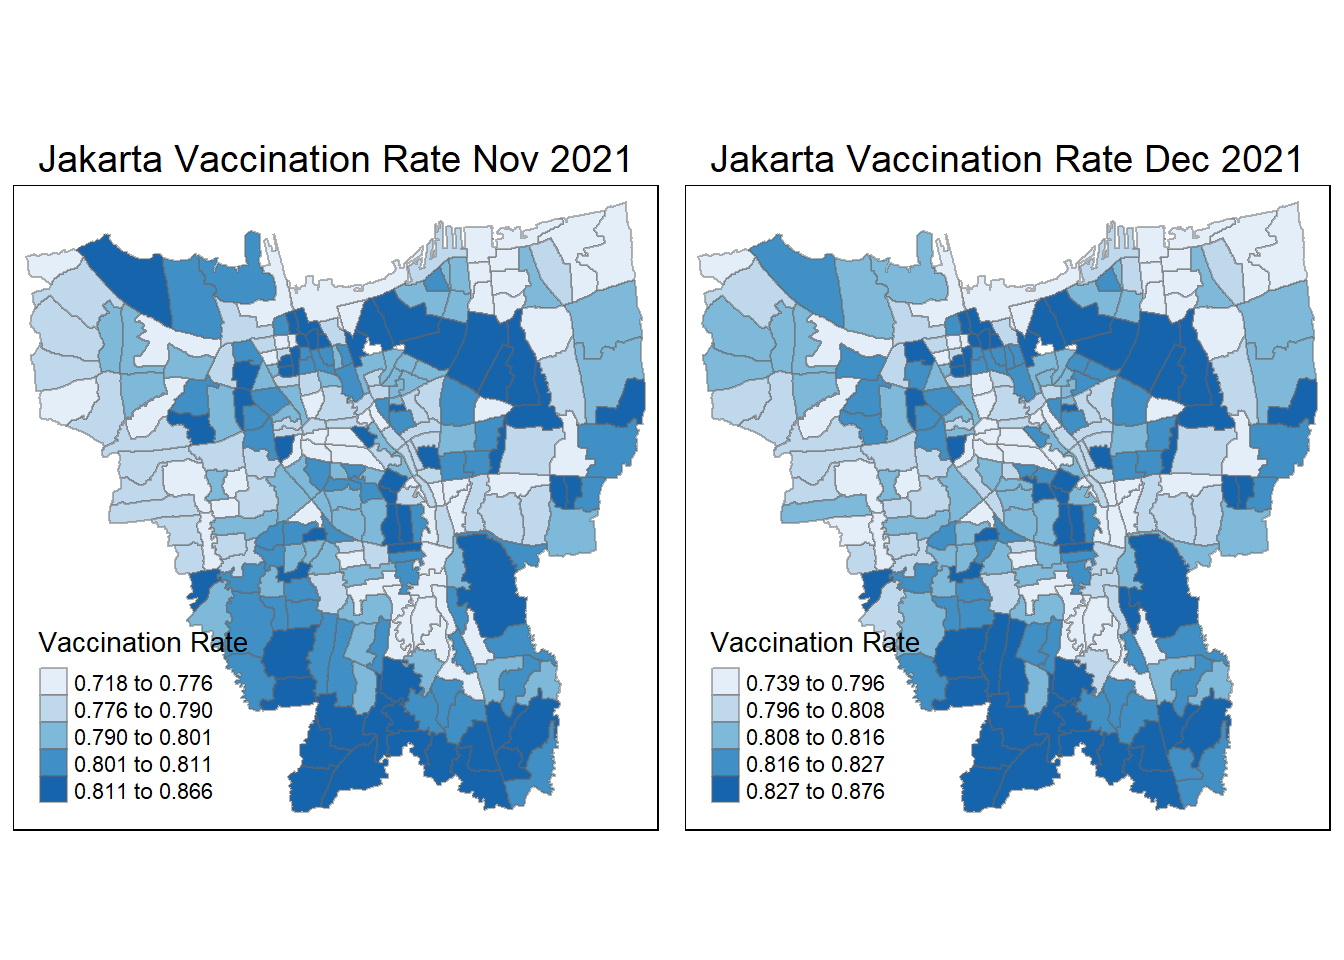 Jakarta Vaccination Rate Nov 2021
Vaccination Rate
0.718 to 0.776
0.776 to 0.790
0.790 to 0.801
0.801 to 0.811
0.811 to 0.866
Jakarta Vaccination Rate Dec 2021
Vaccination Rate
0.739 to 0.796
0.796 to 0.808
0.808 to 0.816
0.816 to 0.827
0.827 to 0.876